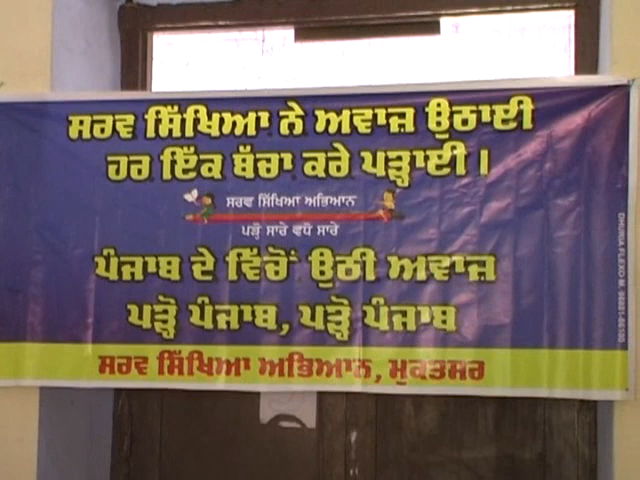 ਸਰਵ ਸਿੱਖਿਆ ਨੇ ਅਵਾਜ਼ ਉਠਾਈ
ਹਰ ਇੱਕ ਬੱਚਾ ਕਰੇ ਪੜ੍ਹਾਈ।
ਸਰਵ ਸਿੱਖਿਆ ਅਭਿਆਨ
ਪੜ੍ਹੋ ਸਾਰੇ ਵਧੋ ਸਾਰੇ
ਪੰਜਾਬ ਦੇ ਵਿੱਚੋਂ ਉਠੀ ਅਵਾਜ਼
ਪੜ੍ਹੋ ਪੰਜਾਬ, ਪੜ੍ਹੋ ਪੰਜਾਬ
ਸਰਵ ਸਿੱਖਿਆ ਅਭਿਆਨ, ਮੁਕਤਸਰ